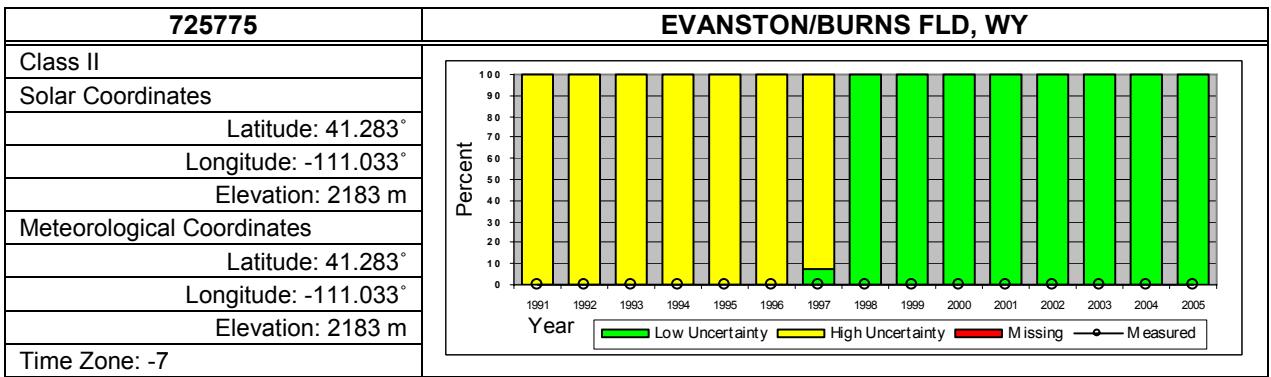 725775
EVANSTON/BURNS FLD, WY
Class II
Solar Coordinates
Latitude: 41.283˚
Longitude: -111.033˚
Elevation: 2183 m
Meteorological Coordinates
Latitude: 41.283˚
Longitude: -111.033˚
Elevation: 2183 m
Time Zone: -7
Percent
100
90
80
70
60
50
40
30
20
10
0
1991 1992 1993 1994 1995 1996 1997 1998 1999 2000 2001 2002 2003 2004 2005
Year
Low Uncertainty High Uncertainty Missing Measured